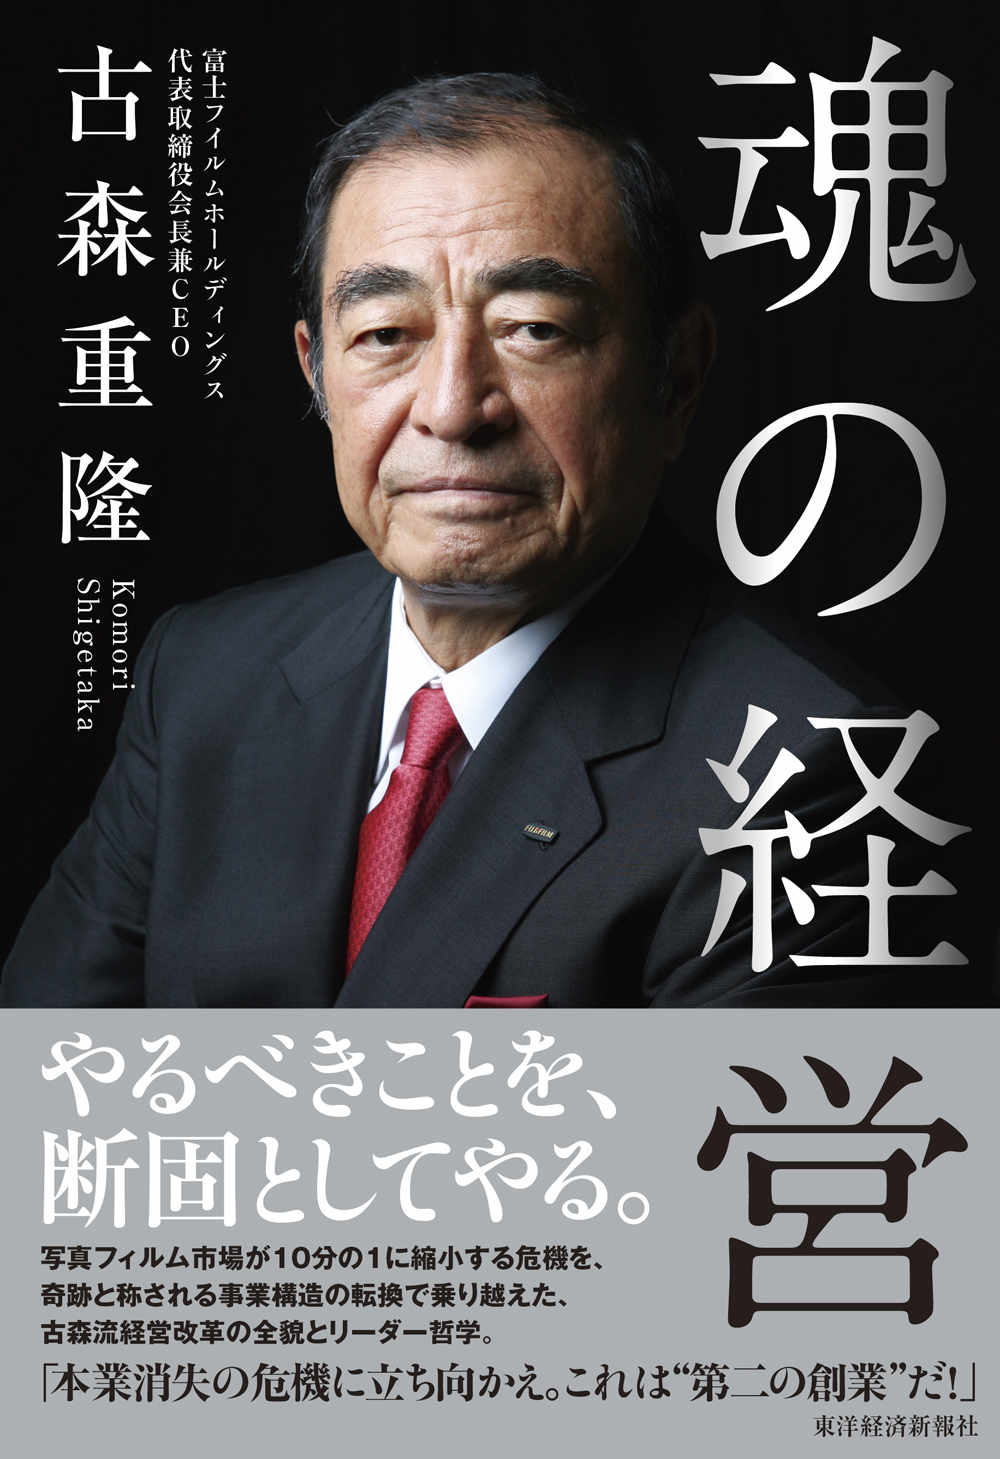 魂の経営
富士フイルムホールディングス
代表取締役会長兼CEO
古森重隆
Komori
Shigetaka
FUJIFILM
やるべきことを、
断固としてやる。
写真フィルム市場が10分の1に縮小する危機を、
奇跡と称される事業構造の転換で乗り越えた、
古森流経営改革の全貌とリーダー哲学。
「本業消失の危機に立ち向かえ。これは“第二の創業”だ!」
東洋経済新報社